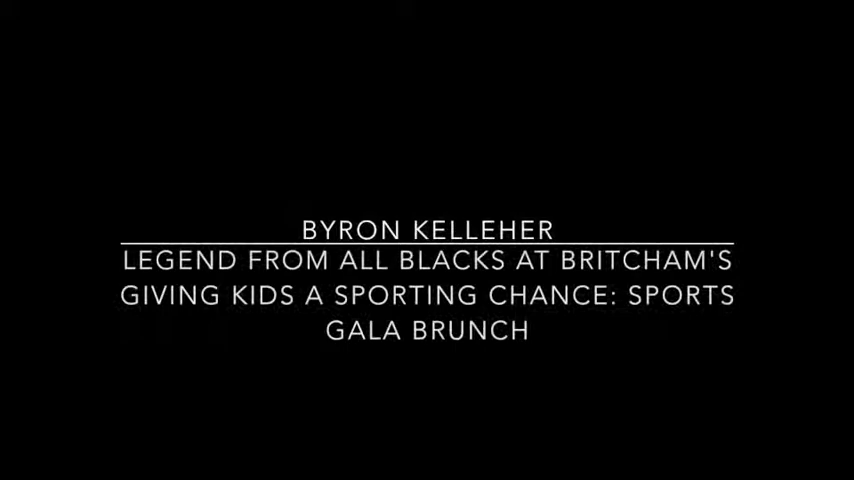 BYRON KELLEHER
LEGEND FROM ALL BLACKS AT BRITCHAM'S
GIVING KIDS A SPORTING CHANCE: SPORTS
GALA BRUNCH